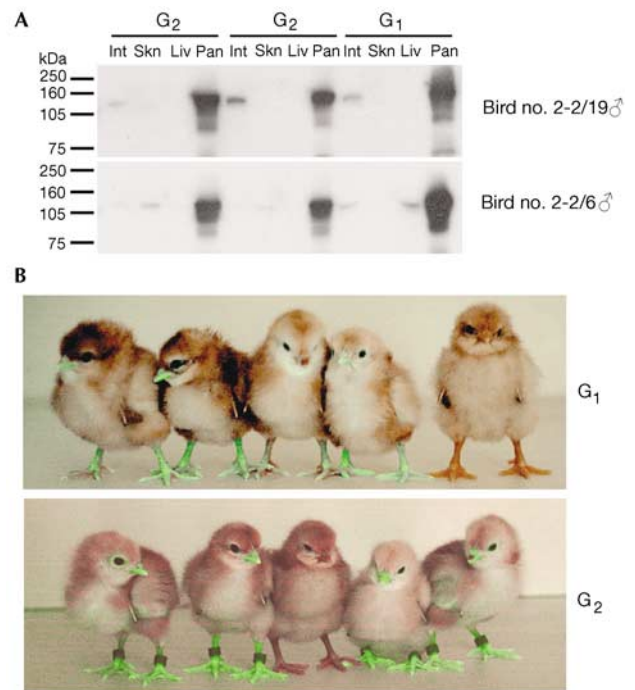 A
G2 G2 G1
kDa Int Skn Liv Pan Int Skn Liv Pan Int Skn Liv Pan
250
160
105
75
Bird no. 2-2/19♂
250
160
105
75
Bird no. 2-2/6♂
B
G1
G2